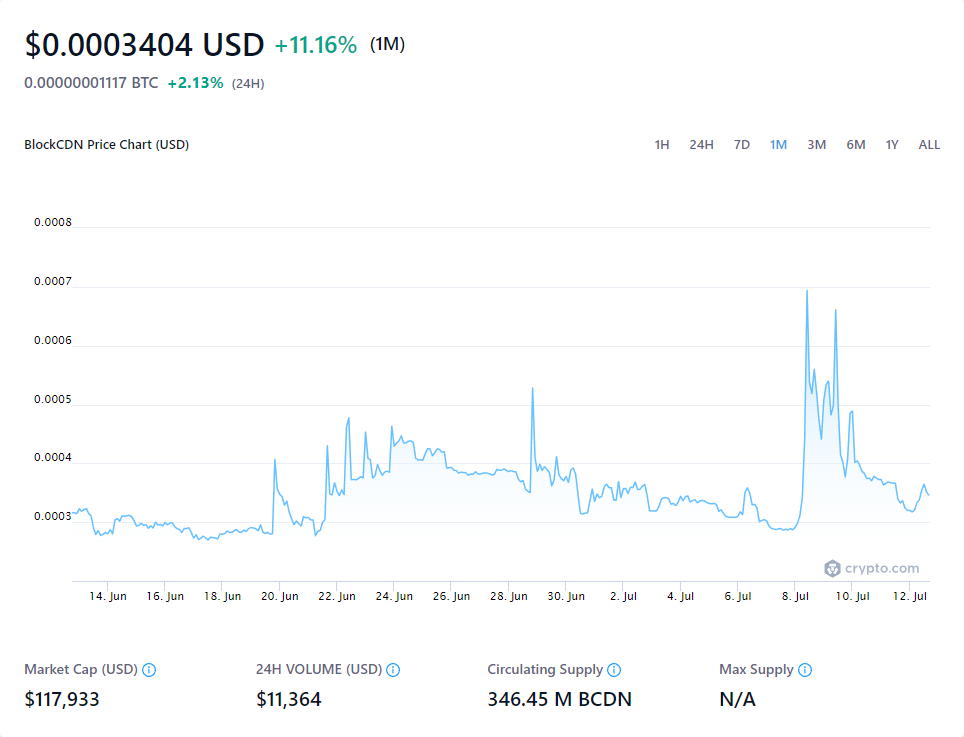 $0.0003404 USD +11.16% (1M)
0.00000001117 BTC +2.13% (24H)
BlockCDN Price Chart (USD) 1H 24H 7D 1M 3M 6M 1Y ALL
0.0008
0.0007
0.0006
0.0005
0.0004
0.0003
crypto.com
14. Jun 16. Jun 18. Jun 20. Jun 22. Jun 24. Jun 26. Jun 28. Jun 30. Jun 2. Jul 4. Jul 6. Jul 8. Jul 10. Jul 12. Jul
Market Cap (USD) 24H VOLUME (USD) Circulating Supply Max Supply
$117,933 $11,364 346.45 M BCDN N/A